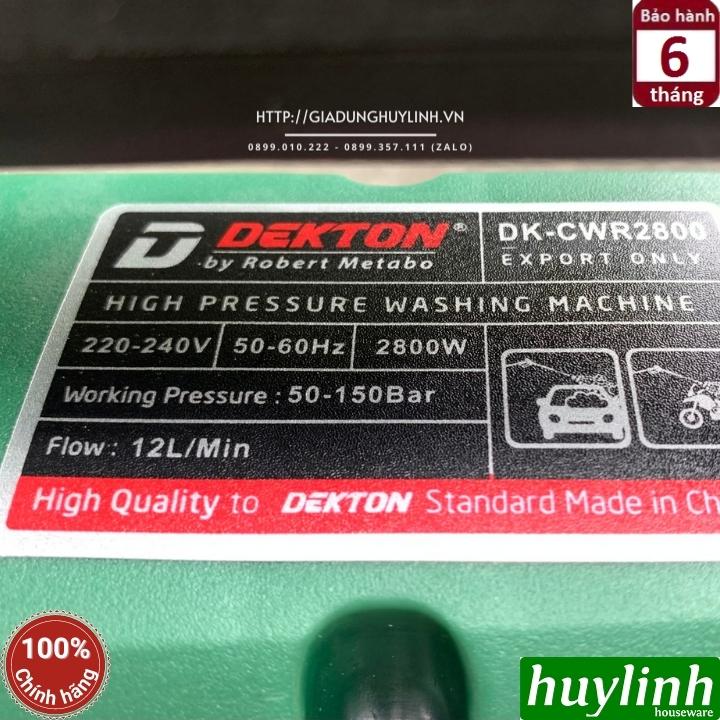 Bảo hành
6
tháng
HTTP://GIADUNGHUYLINH.VN
0899.010.222 - 0899.357.111 (ZALO)
DEKTON®
by Robert Metabo
DK-CWR2800
EXPORT ONLY
HIGH PRESSURE WASHING MACHINE
220-240V 50-60Hz 2800W
Working Pressure : 50-150Bar
Flow : 12L/Min
High Quality to DEKTON Standard Made in Ch
100%
Chính hãng
huylinh
houseware